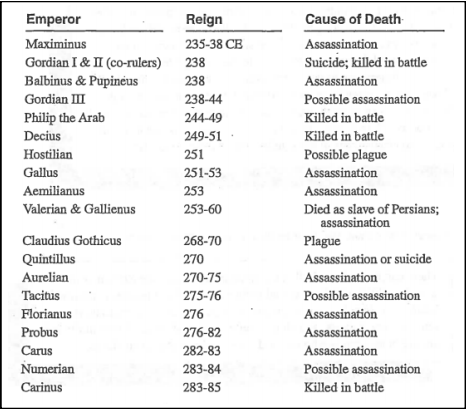 Emperor Reign Cause of Death
Maximinus 235-38 CE Assassination
Gordian I & II (co-rulers) 238 Suicide; killed in battle
Balbinus & Pupineus 238 Assassination
Gordian III 238-44 Possible assassination
Philip the Arab 244-49 Killed in battle
Decius 249-51 Killed in battle
Hostilian 251 Possible plague
Gallus 251-53 Assassination
Aemilianus 253 Assassination
Valerian & Gallienus 253-60 Died as slave of Persians;
assassination
Claudius Gothicus 268-70 Plague
Quintillus 270 Assassination or suicide
Aurelian 270-75 Assassination
Tacitus 275-76 Possible assassination
Florianus 276 Assassination
Probus 276-82 Assassination
Carus 282-83 Assassination
Numerian 283-84 Possible assassination
Carinus 283-85 Killed in battle